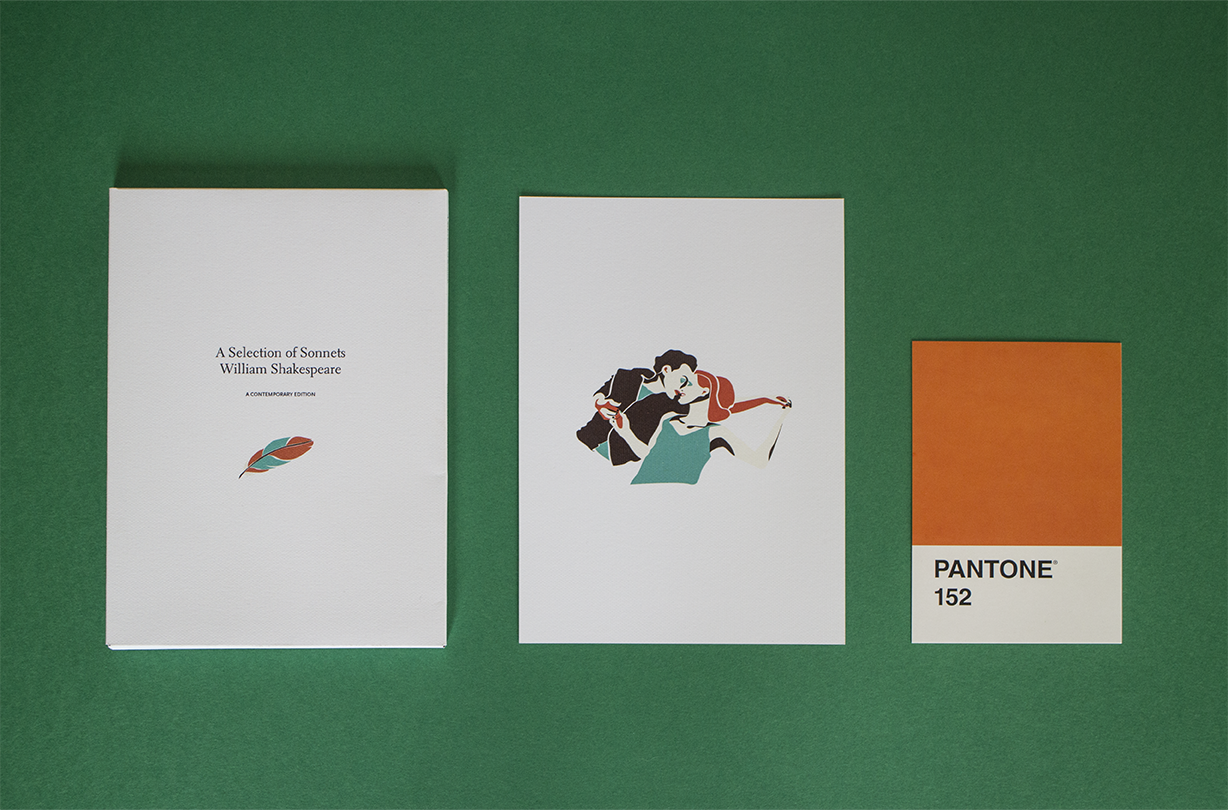 A Selection of Sonnets
William Shakespeare
A CONTEMPORARY EDITION
PANTONE®
152